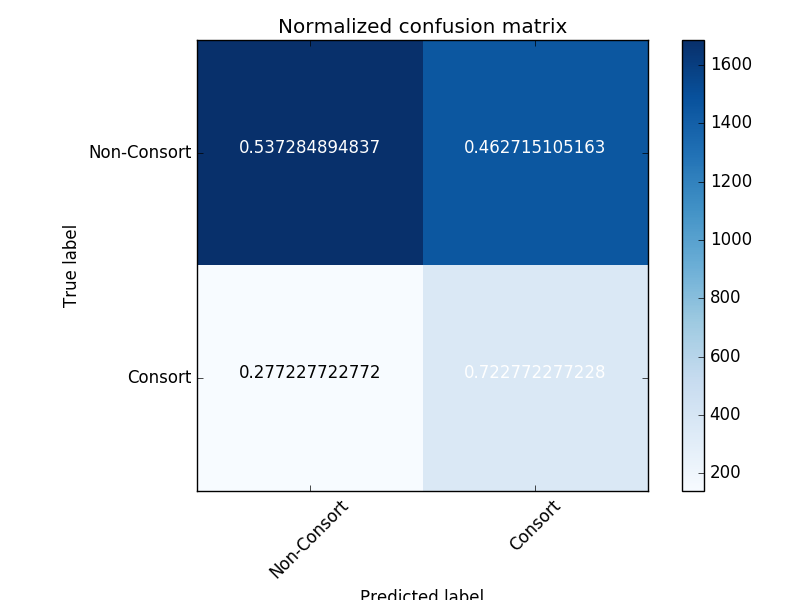 Normalized confusion matrix
True label
Non-Consort
0.537284894837
0.462715105163
Consort
0.277227722772
0.722772277228
Non-Consort
Consort
Predicted label
1600
1400
1200
1000
800
600
400
200